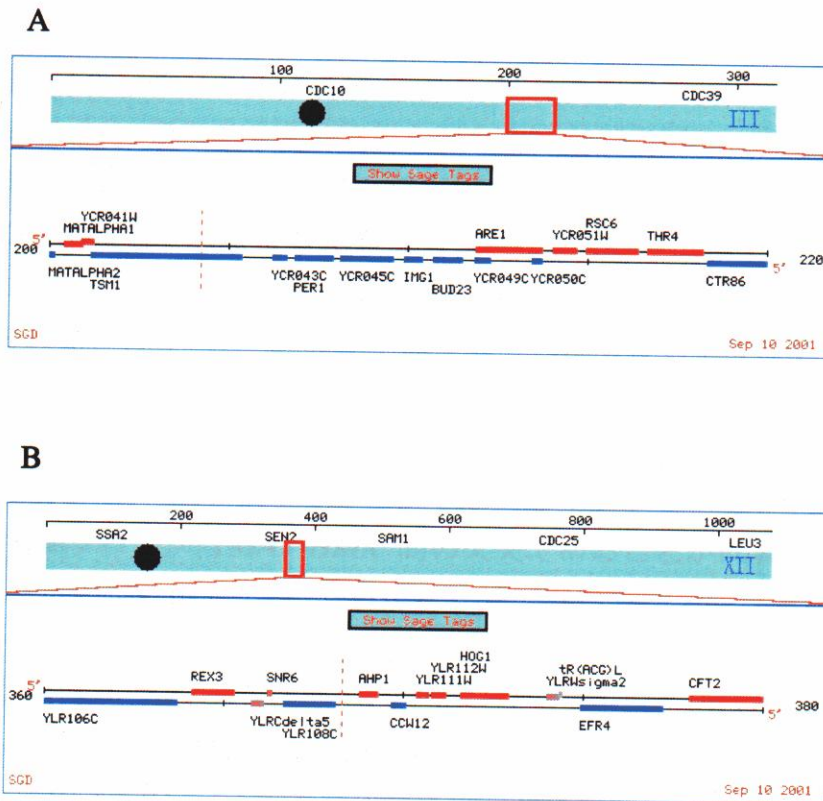 A
100 200 300
CDC10 CDC39
III
Show Sage Tags
RSC6
YCR041W ARE1 YCR051W THR4
5' MATALPHA1
200 220
5'
MATALPHA2 YCR043C YCR045C IMG1 YCR049C YCR050C CTR86
TSM1 PER1 BUD23
SGD Sep 10 2001
B
200 400 600 800 1000
SSA2 SEN2 SAM1 CDC25 LEU3
XII
Show Sage Tags
HOG1 tR(ACG)L
REX3 SNR6 AHP1 YLR112W YLRWsigma2 CFT2
5' YLR111W
360 380
5'
YLR106C YLRCdelta5 CCW12 EFR4
YLR108C
SGD Sep 10 2001